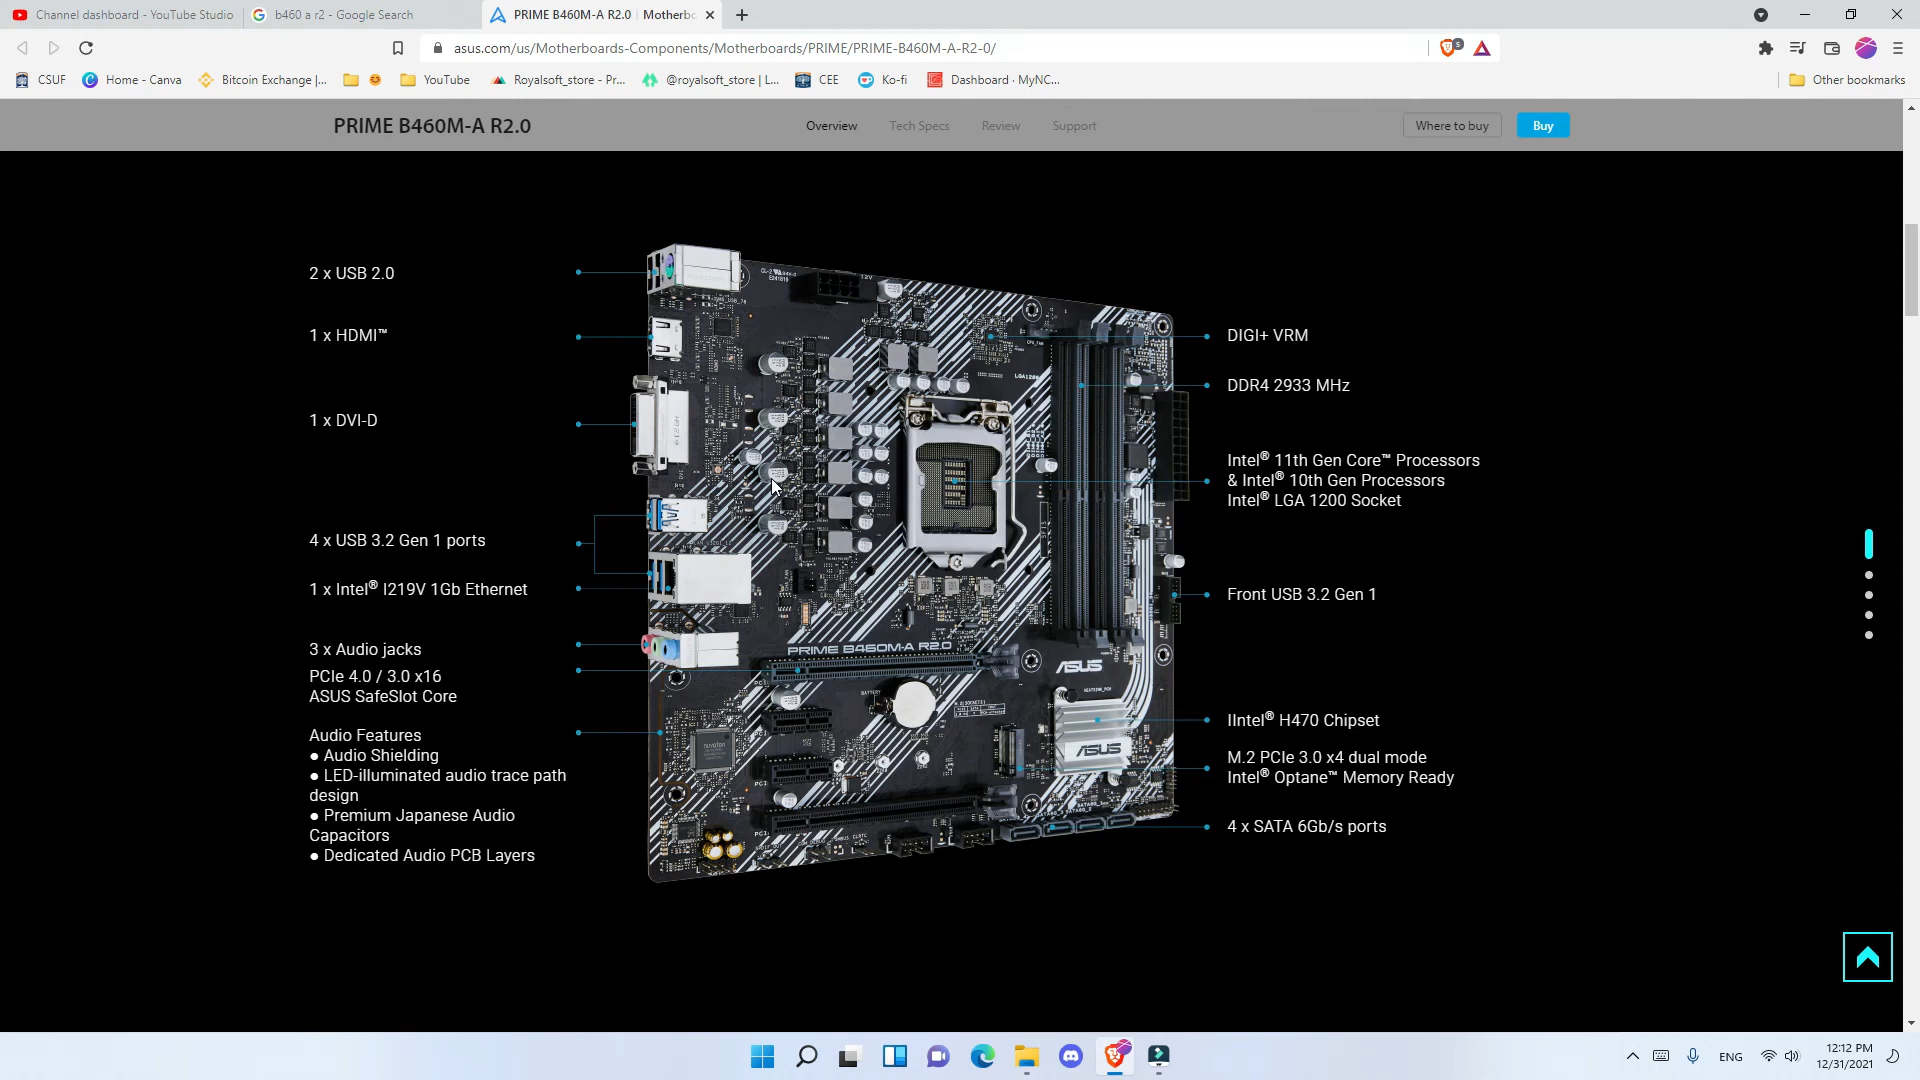 Channel dashboard - YouTube Studio
b460 a r2 - Google Search
PRIME B460M-A R2.0 | Motherbo
asus.com/us/Motherboards-Components/Motherboards/PRIME/PRIME-B460M-A-R2-0/
5
CSUF
Home - Canva
Bitcoin Exchange |...
YouTube
Royalsoft_store - Pr...
@royalsoft_store | L...
CEE
Ko-fi
Dashboard · MyNC...
Other bookmarks
PRIME B460M-A R2.0
Overview
Tech Specs
Review
Support
Where to buy
Buy
2 x USB 2.0
1 x HDMI™
1 x DVI-D
4 x USB 3.2 Gen 1 ports
1 x Intel® I219V 1Gb Ethernet
3 x Audio jacks
PCIe 4.0 / 3.0 x16
ASUS SafeSlot Core
Audio Features
● Audio Shielding
● LED-illuminated audio trace path
design
● Premium Japanese Audio
Capacitors
● Dedicated Audio PCB Layers
LGA1200
PRIME B460M-A R2.0
ASUS
BATTERY
nuvoTon
ASUS
DIGI+ VRM
DDR4 2933 MHz
Intel® 11th Gen Core™ Processors
& Intel® 10th Gen Processors
Intel® LGA 1200 Socket
Front USB 3.2 Gen 1
IIntel® H470 Chipset
M.2 PCIe 3.0 x4 dual mode
Intel® Optane™ Memory Ready
4 x SATA 6Gb/s ports
ENG
12:12 PM
12/31/2021